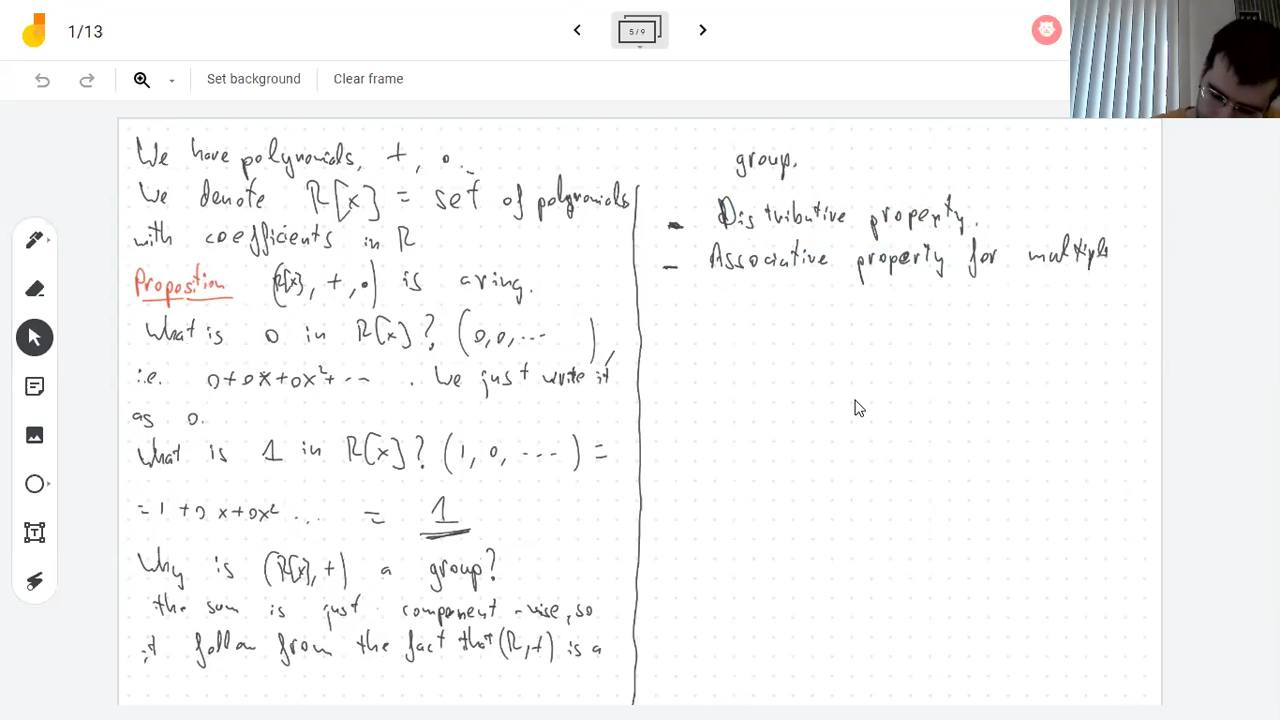 1/13
5/9
Set background
Clear frame
We have polynomials, +, ·.
We denote R[x] = set of polynomials
with coefficients in R
Proposition (R[x], +, ·) is a ring.
What is 0 in R[x]? (0,0,... ),
i.e. 0+0x+0x²+... . We just write it
as 0.
What is 1 in R[x]? (1, 0, ... ) =
= 1 + 0x + 0x² ... = 1
Why is (R[x], +) a group?
the sum is just component-wise, so
it follow from the fact that (R,+) is a
group.
- Distributive property.
- Associative property for multiple